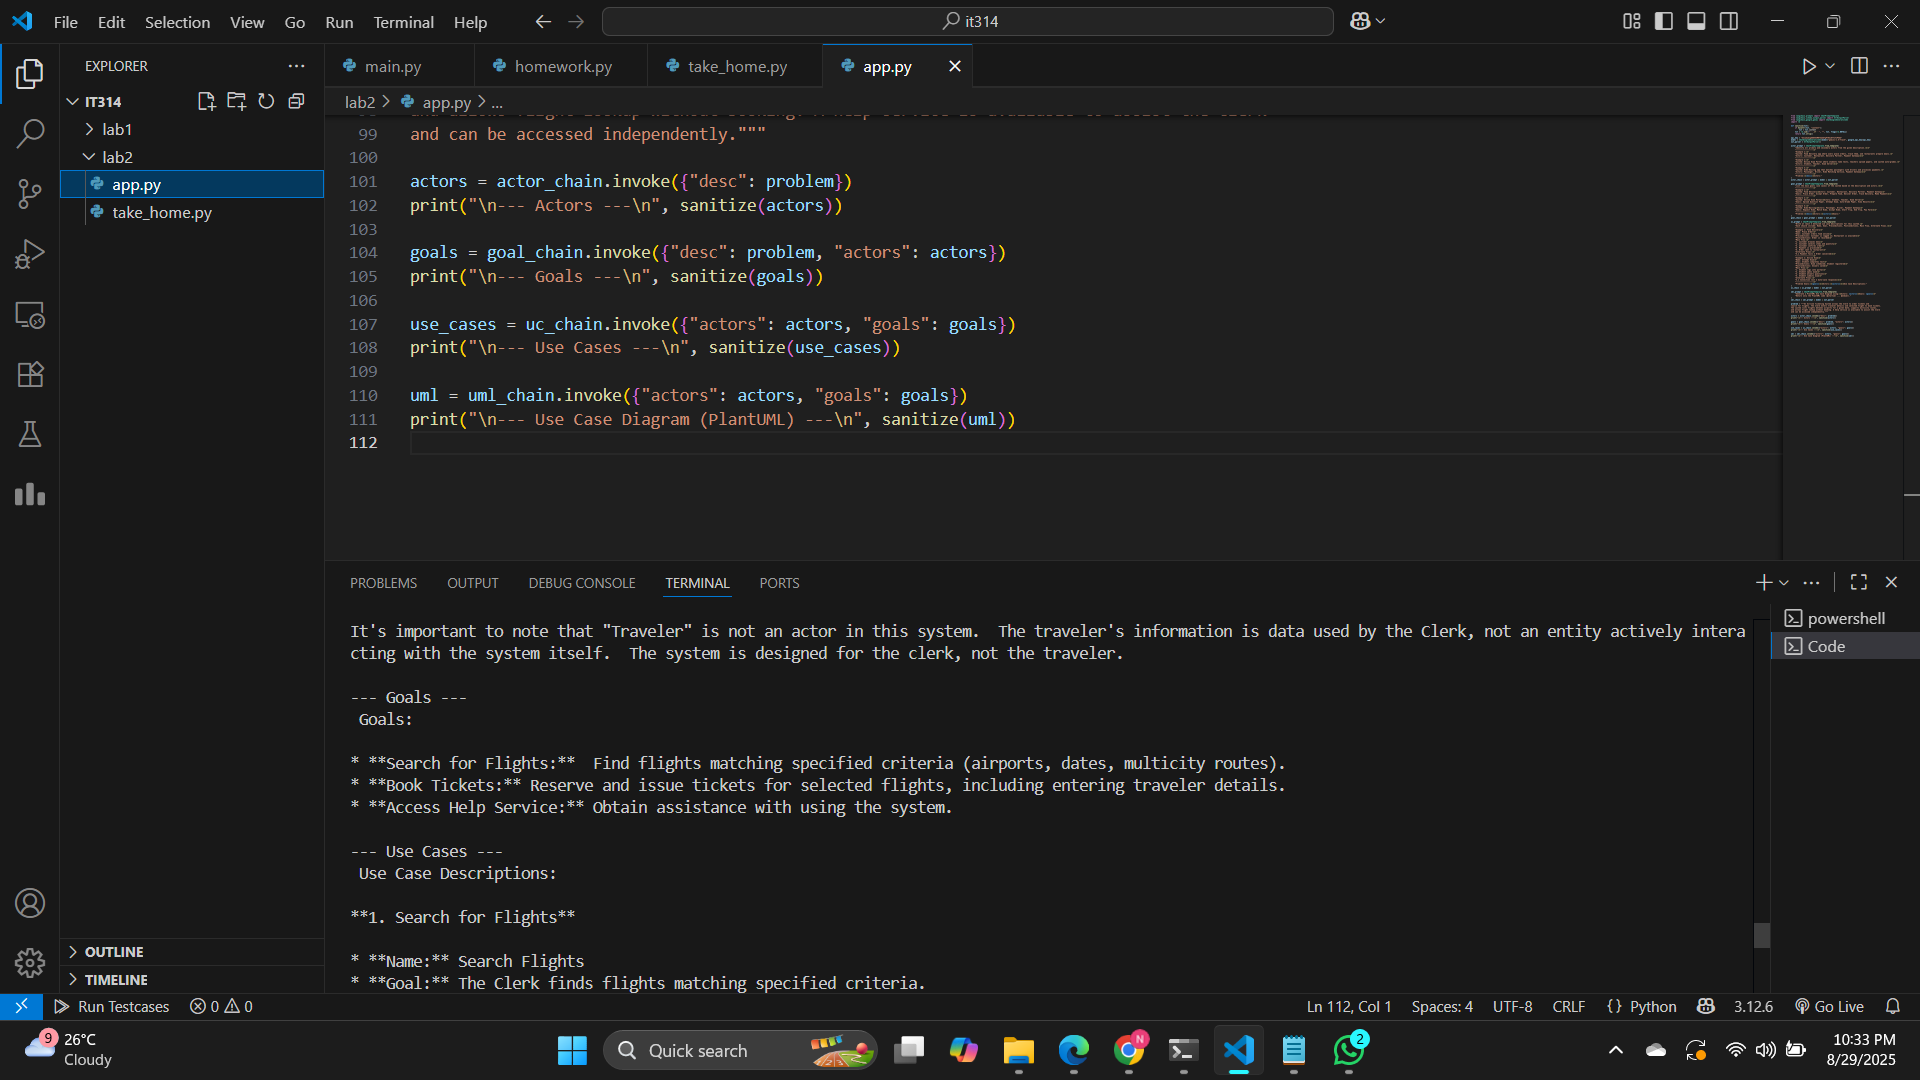 File Edit Selection View Go Run Terminal Help
it314
EXPLORER
IT314
lab1
lab2
app.py
take_home.py
OUTLINE
TIMELINE
main.py
homework.py
take_home.py
app.py
lab2 > app.py > ...
99 and can be accessed independently."""
100
101 actors = actor_chain.invoke({"desc": problem})
102 print("\n--- Actors ---\n", sanitize(actors))
103
104 goals = goal_chain.invoke({"desc": problem, "actors": actors})
105 print("\n--- Goals ---\n", sanitize(goals))
106
107 use_cases = uc_chain.invoke({"actors": actors, "goals": goals})
108 print("\n--- Use Cases ---\n", sanitize(use_cases))
109
110 uml = uml_chain.invoke({"actors": actors, "goals": goals})
111 print("\n--- Use Case Diagram (PlantUML) ---\n", sanitize(uml))
112
PROBLEMS OUTPUT DEBUG CONSOLE TERMINAL PORTS
powershell
Code
It's important to note that "Traveler" is not an actor in this system.  The traveler's information is data used by the Clerk, not an entity actively intera
cting with the system itself.  The system is designed for the clerk, not the traveler.
--- Goals ---
Goals:
* **Search for Flights:**  Find flights matching specified criteria (airports, dates, multicity routes).
* **Book Tickets:** Reserve and issue tickets for selected flights, including entering traveler details.
* **Access Help Service:** Obtain assistance with using the system.
--- Use Cases ---
Use Case Descriptions:
**1. Search for Flights**
* **Name:** Search Flights
* **Goal:** The Clerk finds flights matching specified criteria.
Run Testcases 0 0
Ln 112, Col 1 Spaces: 4 UTF-8 CRLF {} Python 3.12.6 Go Live
9
26°C
Cloudy
Quick search
N
2
10:33 PM
8/29/2025